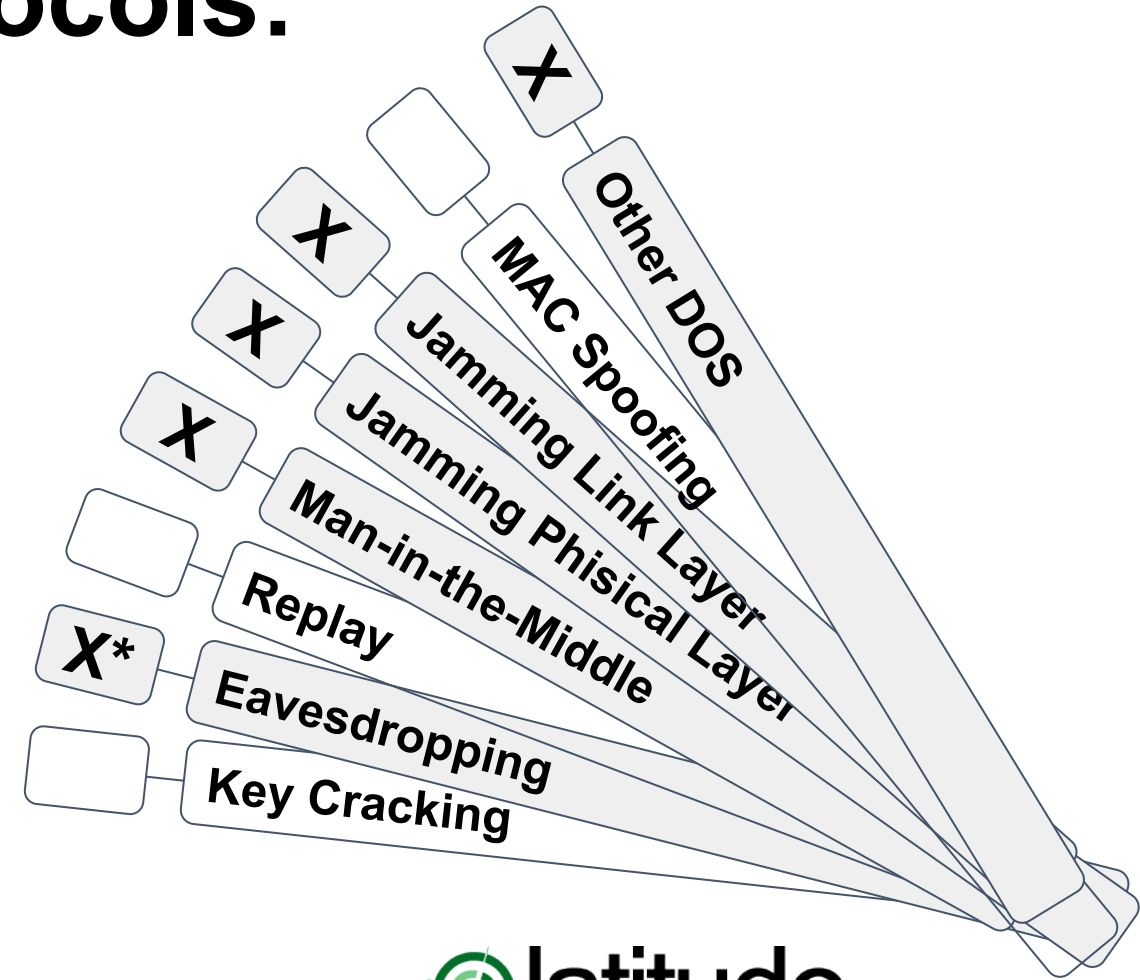 ocols:
X
Other DOS
MAC Spoofing
X
Jamming Link Layer
X
Jamming Phisical Layer
X
Man-in-the-Middle
Replay
X*
Eavesdropping
Key Cracking
latitude